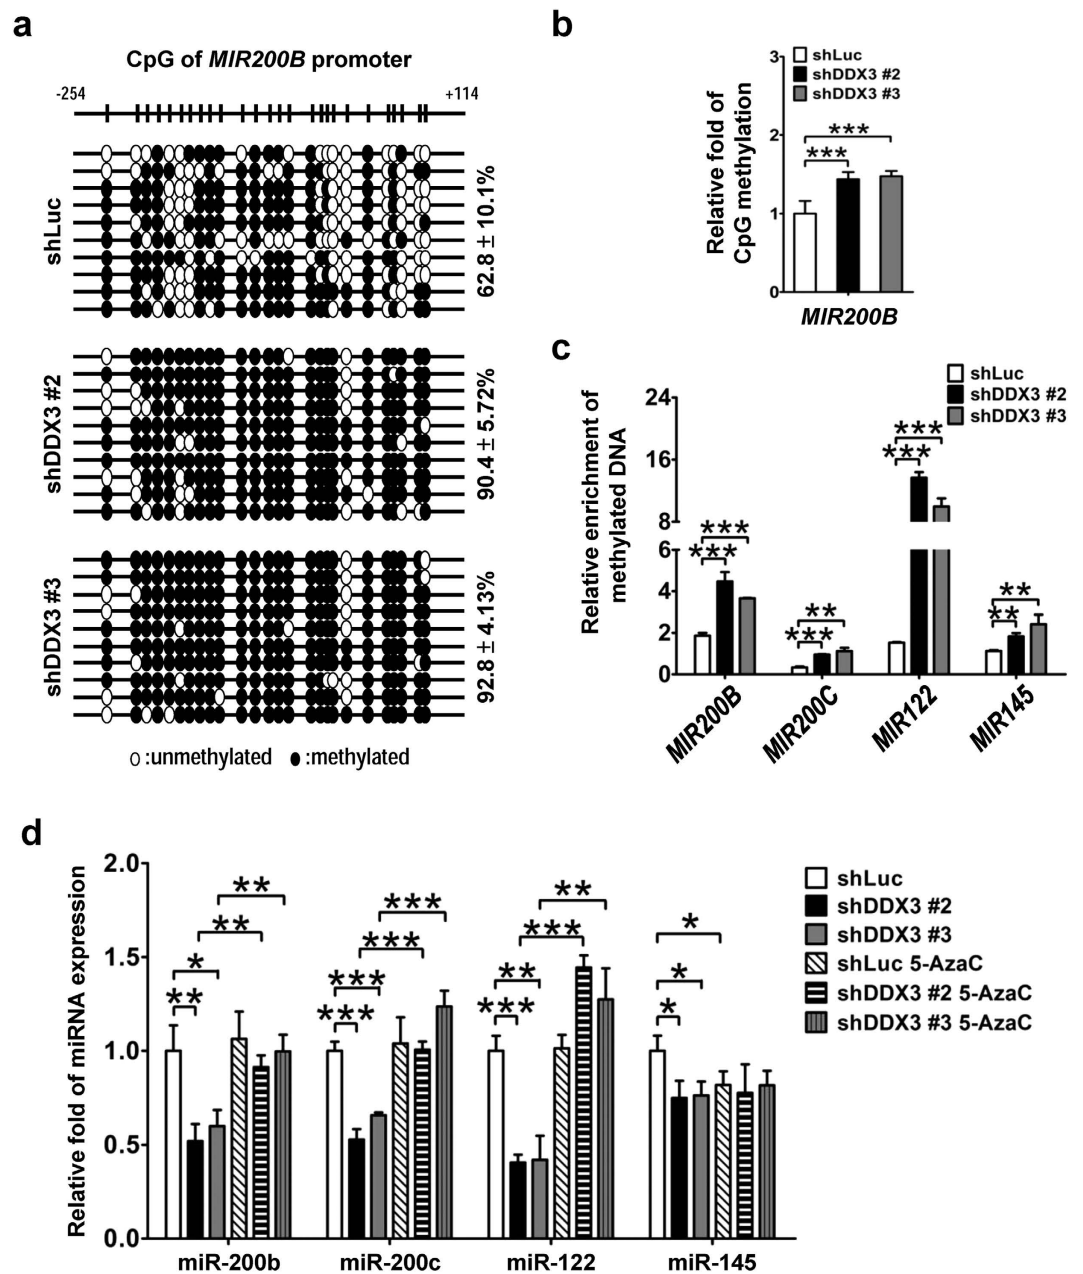 a
CpG of MIR200B promoter
-254
+114
shLuc
62.8 ± 10.1%
shDDX3 #2
90.4 ± 5.72%
shDDX3 #3
92.8 ± 4.13%
:unmethylated :methylated
b
Relative fold of
CpG methylation
3
2
1
0
shLuc
shDDX3 #2
shDDX3 #3
***
***
MIR200B
c
Relative enrichment of
methylated DNA
24
16
8
6
4
2
0
shLuc
shDDX3 #2
shDDX3 #3
***
***
**
***
***
***
**
**
MIR200B
MIR200C
MIR122
MIR145
d
Relative fold of miRNA expression
2.0
1.5
1.0
0.5
0.0
**
**
*
**
***
***
***
***
**
***
**
***
*
*
*
miR-200b
miR-200c
miR-122
miR-145
shLuc
shDDX3 #2
shDDX3 #3
shLuc 5-AzaC
shDDX3 #2 5-AzaC
shDDX3 #3 5-AzaC